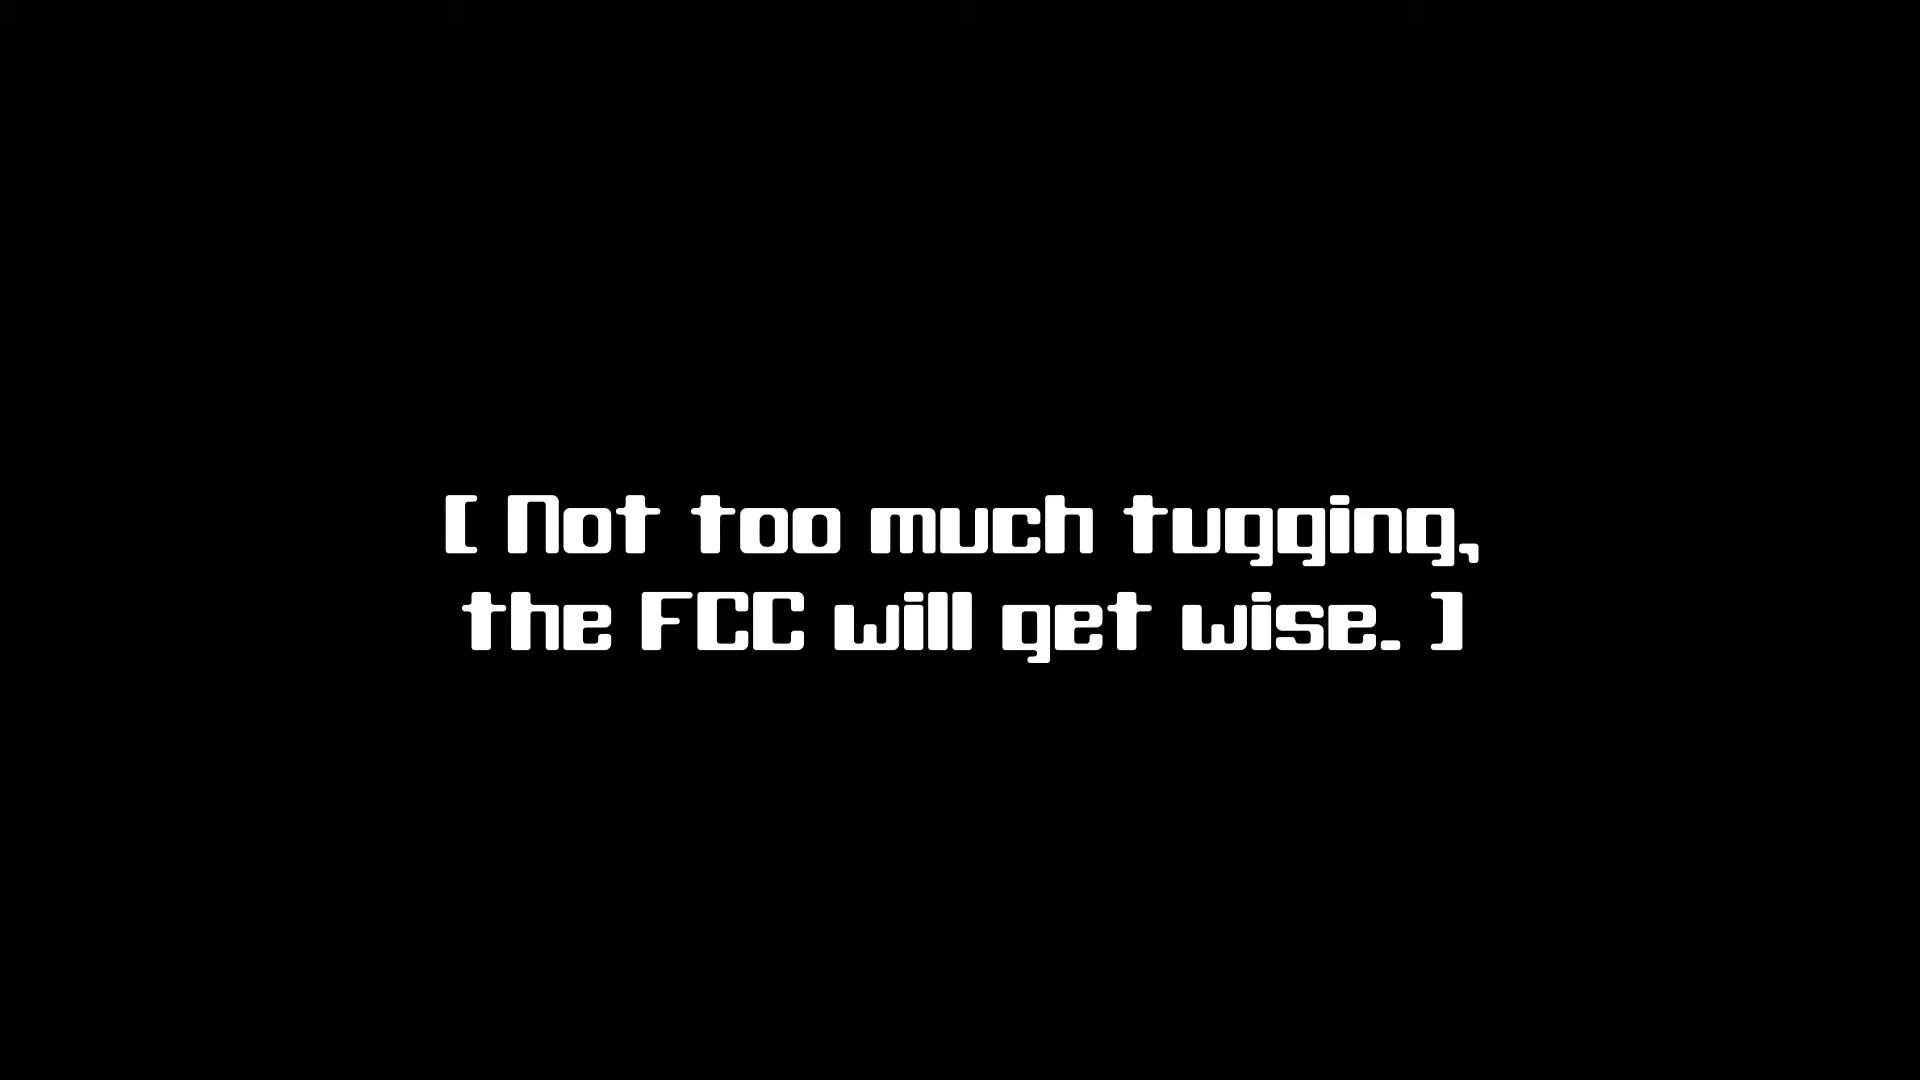 [ Not too much tugging,
the FCC will get wise. ]